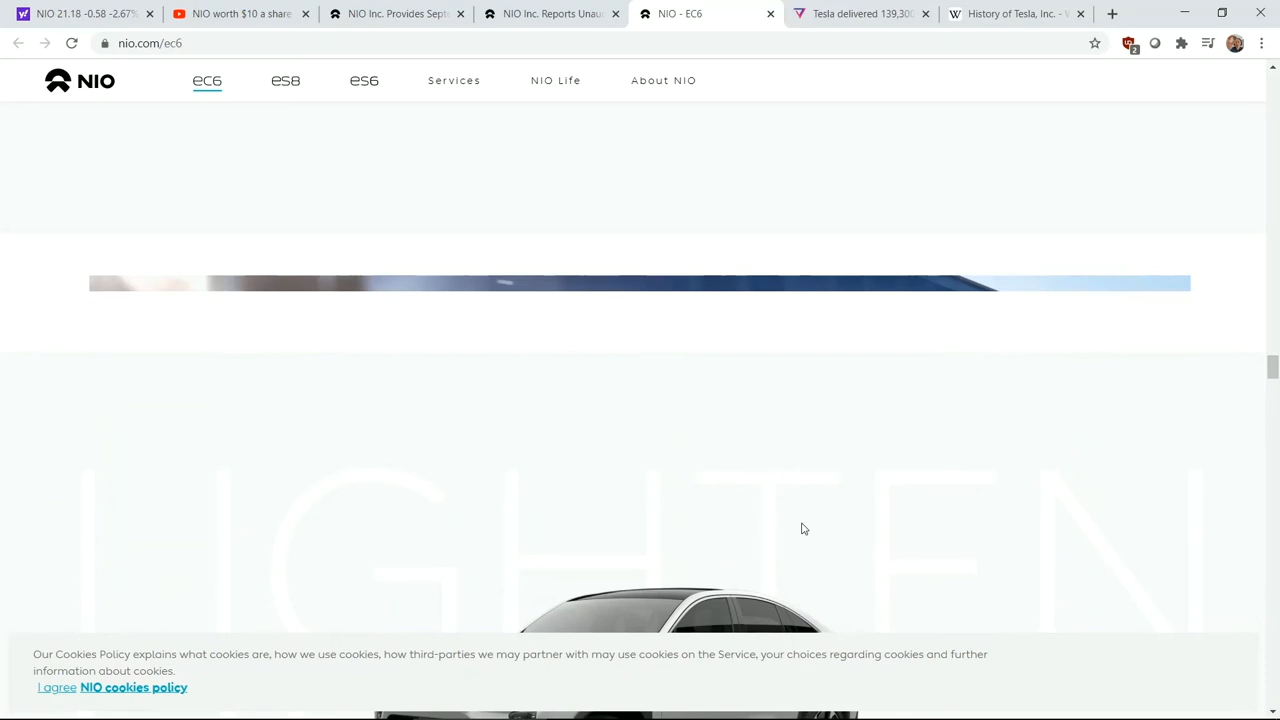 NIO 21.18 -0.58 -2.67%
NIO worth $10 a share
NIO Inc. Provides Sept
NIO Inc. Reports Unau
NIO - EC6
Tesla delivered 139,300
History of Tesla, Inc. - W
nio.com/ec6
2
NIO
ec6
es8
es6
Services
NIO Life
About NIO
LIGHTEN
Our Cookies Policy explains what cookies are, how we use cookies, how third-parties we may partner with may use cookies on the Service, your choices regarding cookies and further
information about cookies.
I agree NIO cookies policy